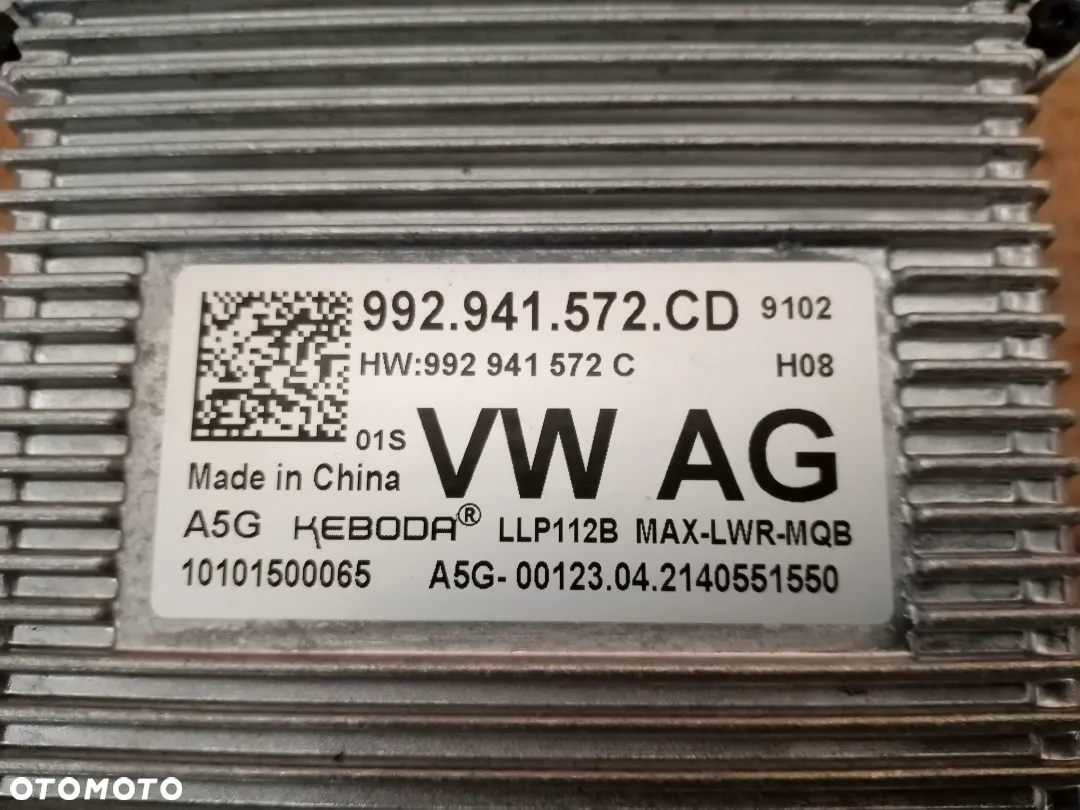 992.941.572.CD 9102
HW:992 941 572 C H08
01S VW AG
Made in China
A5G KEBODA® LLP112B MAX-LWR-MQB
10101500065 A5G- 00123.04.2140551550
OTOMOTO